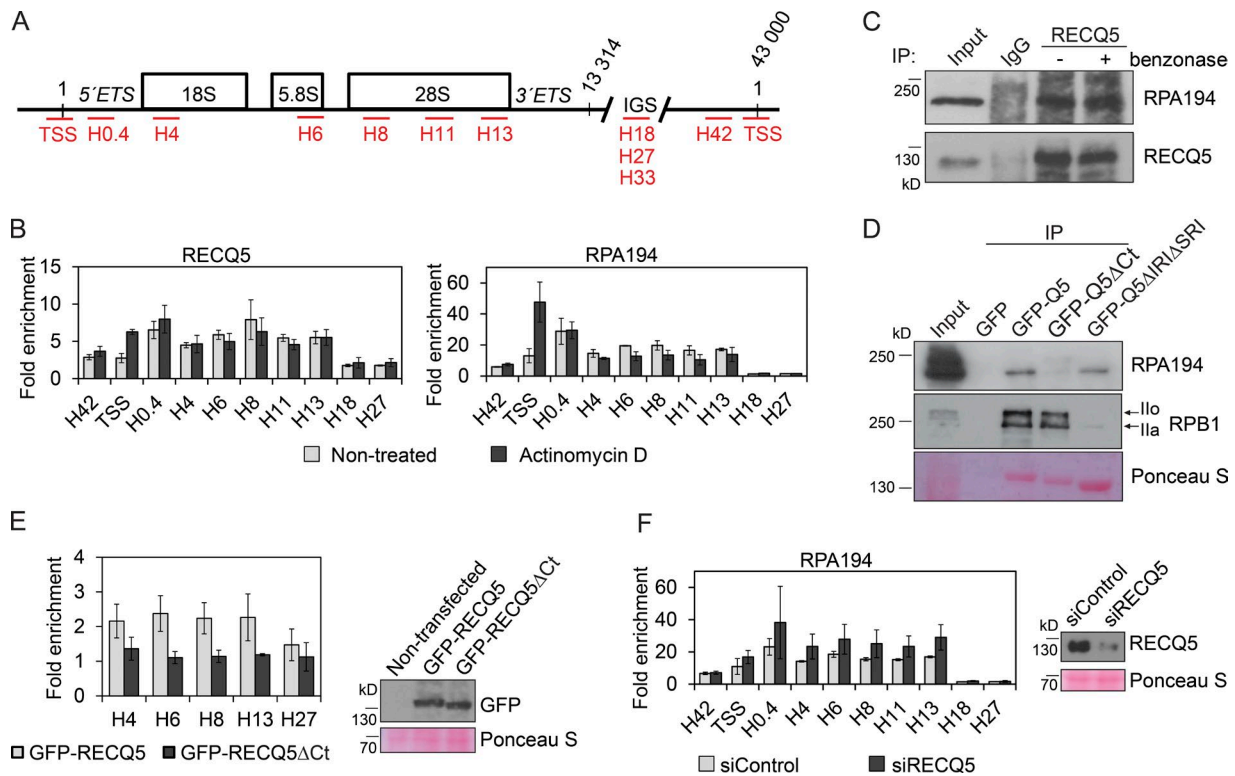 A
1
5´ETS
18S
5.8S
28S
3´ETS
13 314
IGS
43 000
1
TSS
H0.4
H4
H6
H8
H11
H13
H18
H27
H33
H42
TSS
B
RECQ5
Fold enrichment
15
10
5
0
H42
TSS
H0.4
H4
H6
H8
H11
H13
H18
H27
RPA194
Fold enrichment
60
40
20
0
H42
TSS
H0.4
H4
H6
H8
H11
H13
H18
H27
Non-treated
Actinomycin D
C
IP:
Input
IgG
RECQ5
- + benzonase
250
RPA194
130
RECQ5
kD
D
IP
Input
GFP
GFP-Q5
GFP-Q5ΔCt
GFP-Q5ΔIRIΔSRI
kD
250
RPA194
250
IIo
IIa
RPB1
130
Ponceau S
E
Fold enrichment
4
3
2
1
0
H4
H6
H8
H13
H27
GFP-RECQ5
GFP-RECQ5ΔCt
Non-transfected
GFP-RECQ5
GFP-RECQ5ΔCt
kD
130
GFP
70
Ponceau S
F
RPA194
Fold enrichment
60
40
20
0
H42
TSS
H0.4
H4
H6
H8
H11
H13
H18
H27
siControl
siRECQ5
siControl
siRECQ5
kD
130
RECQ5
70
Ponceau S